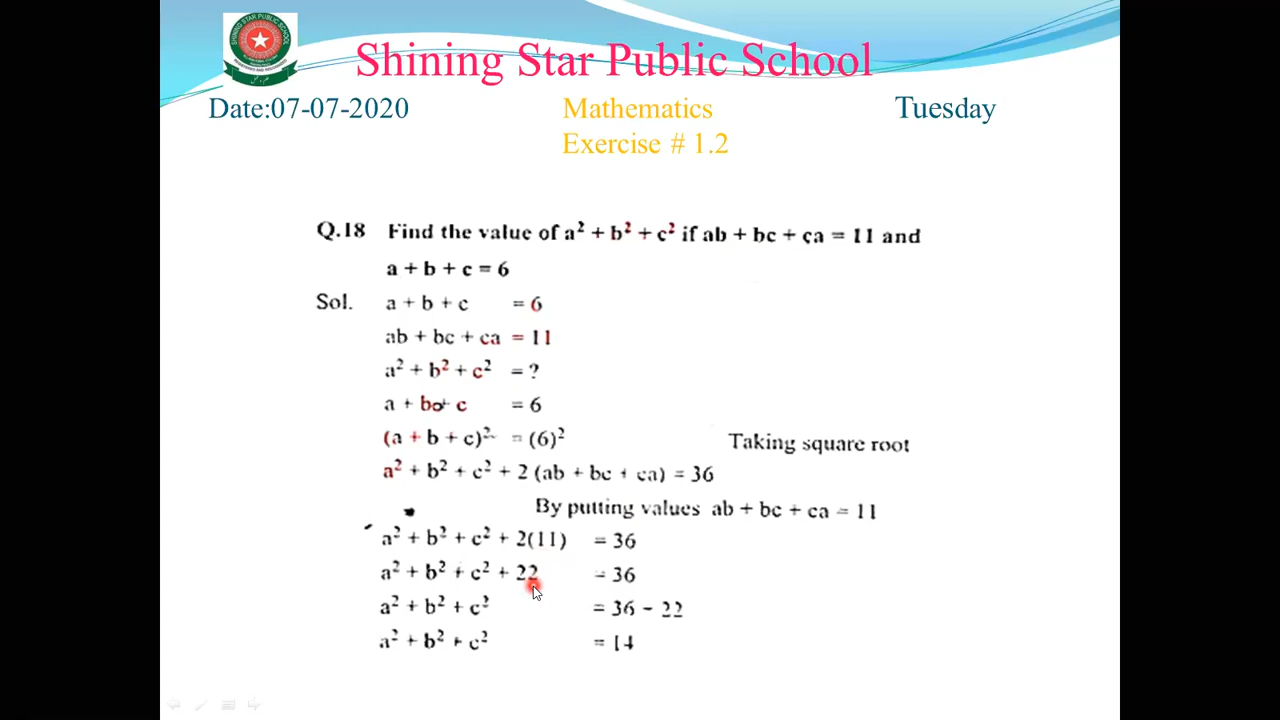 Shining Star Public School
Date:07-07-2020 Mathematics Tuesday
Exercise # 1.2
Q.18 Find the value of a² + b² + c² if ab + bc + ca = 11 and
a + b + c = 6
Sol. a + b + c = 6
ab + bc + ca = 11
a² + b² + c² = ?
a + b + c = 6
(a + b + c)² = (6)² Taking square root
a² + b² + c² + 2 (ab + bc + ca) = 36
By putting values ab + bc + ca = 11
a² + b² + c² + 2(11) = 36
a² + b² + c² + 22 = 36
a² + b² + c² = 36 - 22
a² + b² + c² = 14